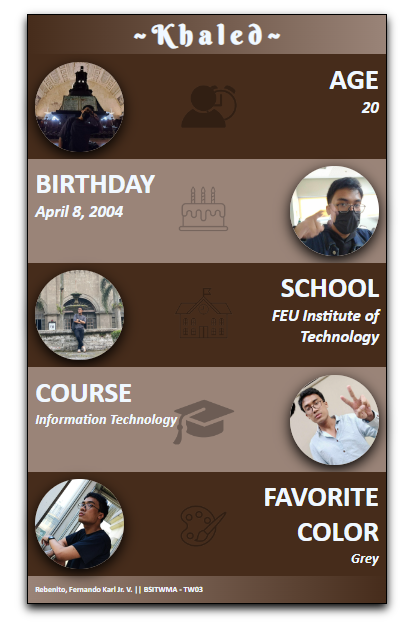 ~Khaled~
AGE
20
BIRTHDAY
April 8, 2004
SCHOOL
FEU Institute of
Technology
COURSE
Information Technology
FAVORITE
COLOR
Grey
Rebenito, Fernando Karl Jr. V. || BSITWMA - TW03